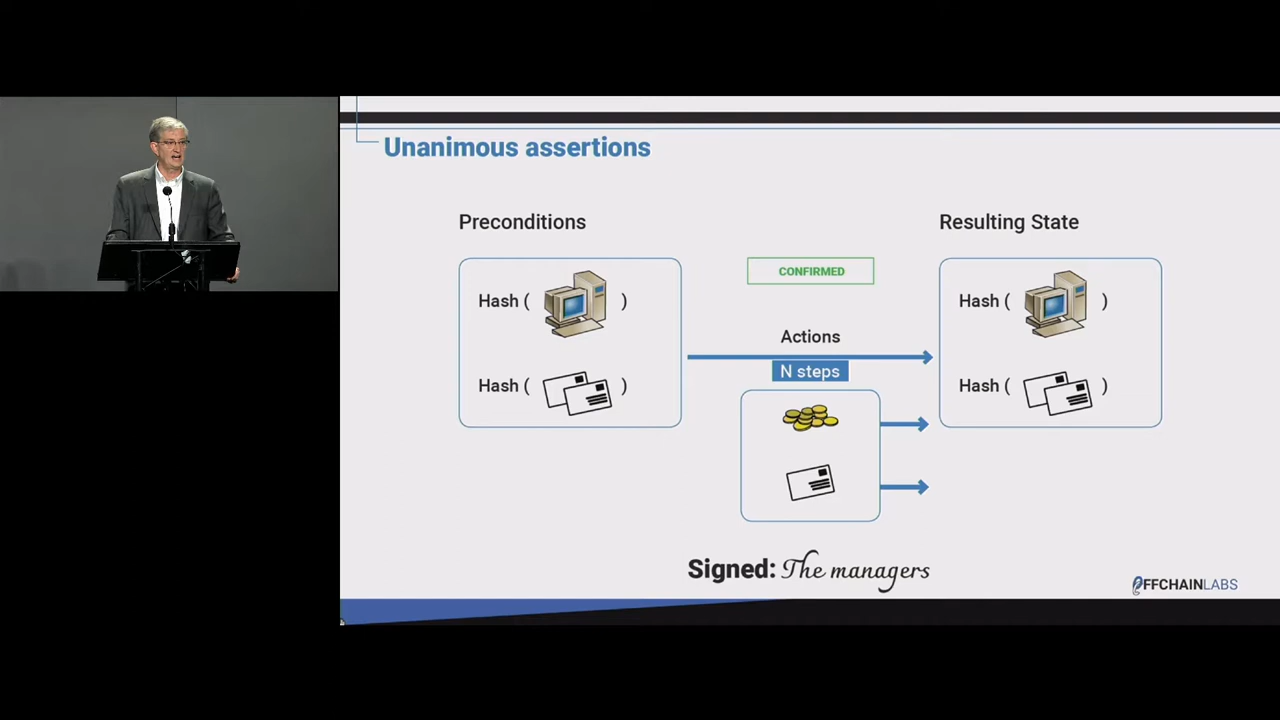 Unanimous assertions
Preconditions
Resulting State
CONFIRMED
Hash ( )
Hash ( )
Actions
N steps
Hash ( )
Hash ( )
Signed: The managers
OFFCHAINLABS